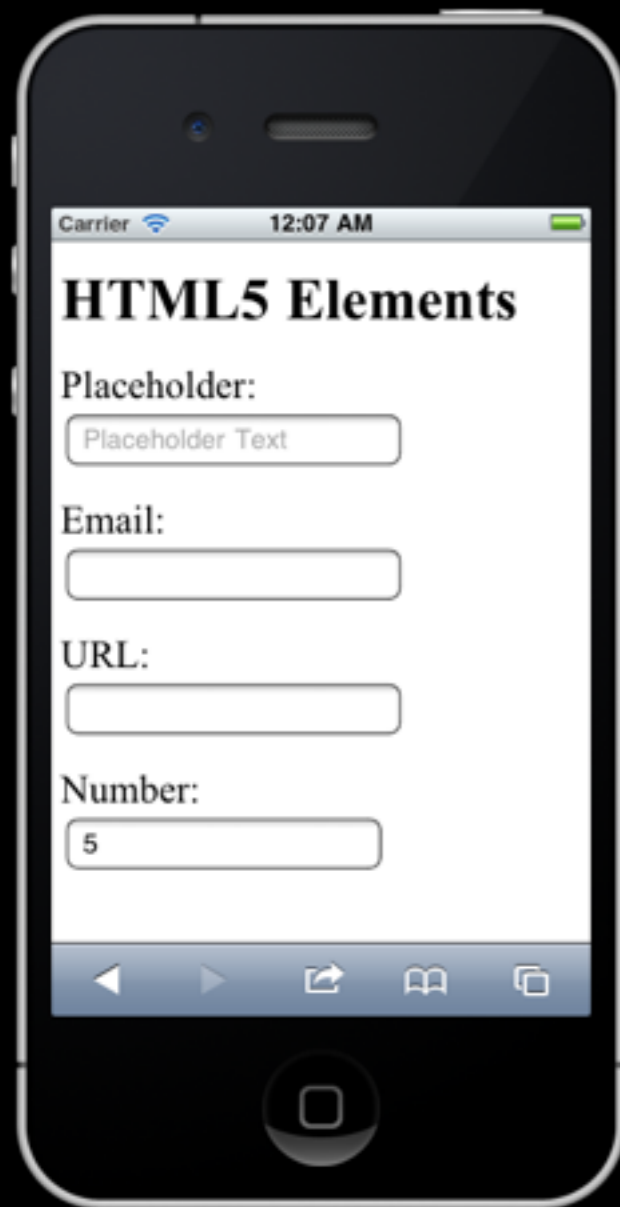 Carrier 12:07 AM
HTML5 Elements
Placeholder:
Placeholder Text
Email:
URL:
Number:
5